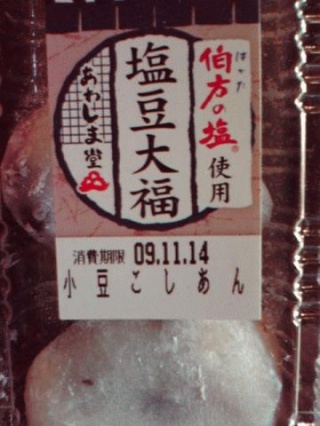 はかた
伯方の塩®使用
塩豆大福
あわしま堂
消費期限 09.11.14
小豆こしあん